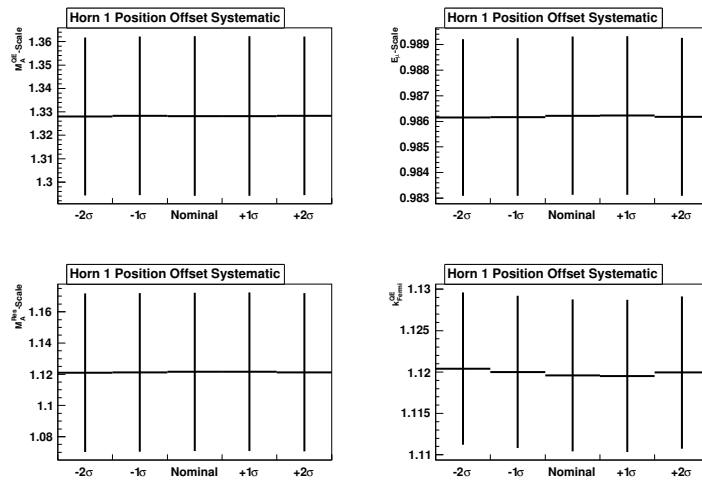 Horn 1 Position Offset Systematic
M_A^QE-Scale
1.36
1.35
1.34
1.33
1.32
1.31
1.3
-2σ -1σ Nominal +1σ +2σ
Horn 1 Position Offset Systematic
E_μ-Scale
0.989
0.988
0.987
0.986
0.985
0.984
0.983
-2σ -1σ Nominal +1σ +2σ
Horn 1 Position Offset Systematic
M_A^Res-Scale
1.16
1.14
1.12
1.1
1.08
-2σ -1σ Nominal +1σ +2σ
Horn 1 Position Offset Systematic
k_Fermi^QE
1.13
1.125
1.120
1.115
1.11
-2σ -1σ Nominal +1σ +2σ